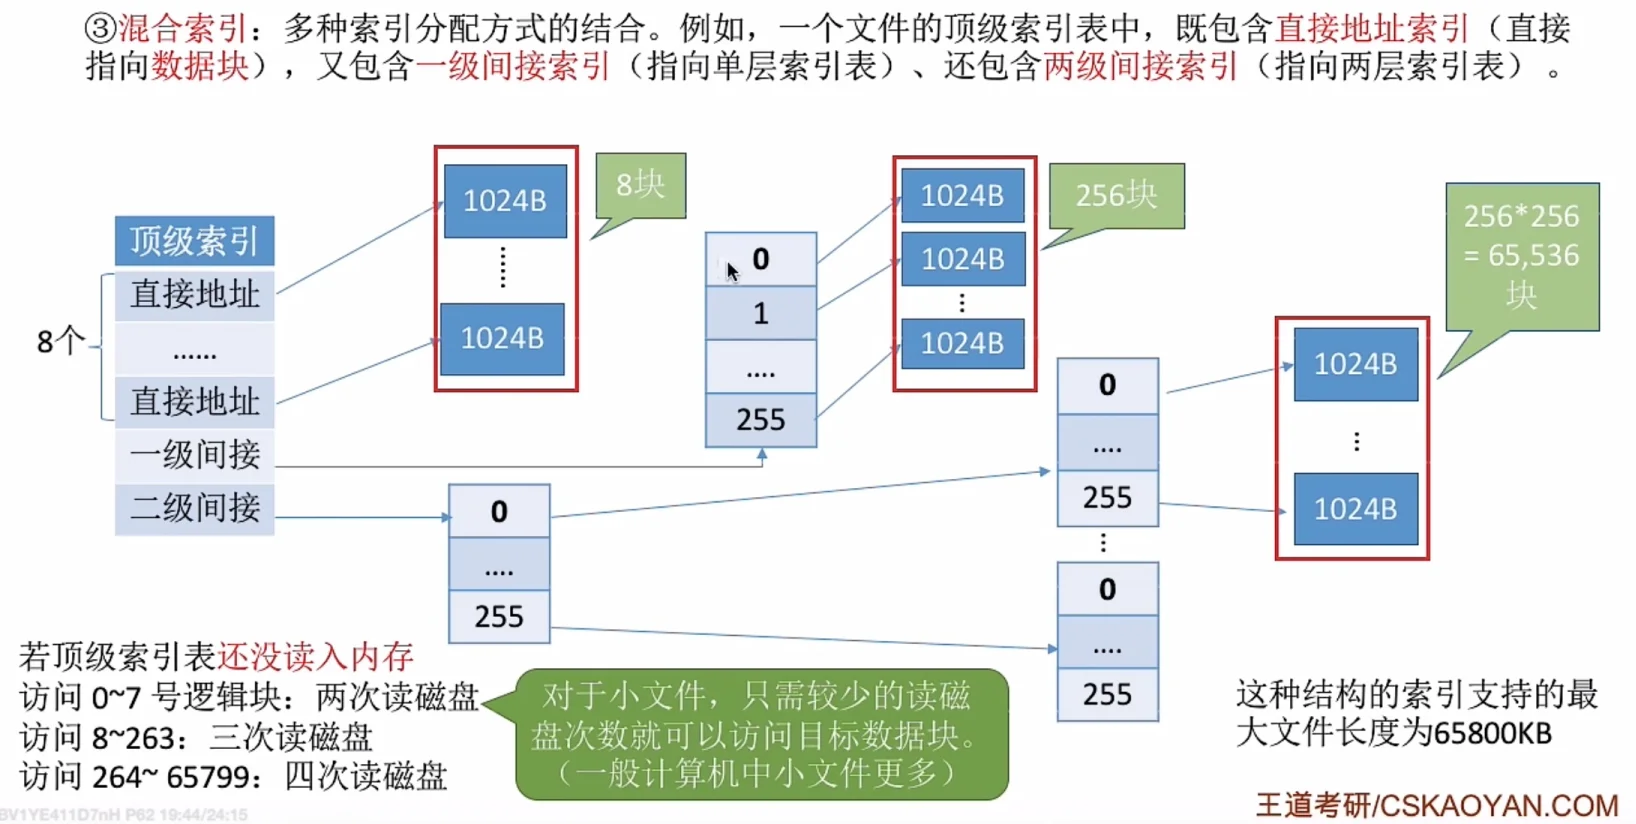 ③混合索引：多种索引分配方式的结合。例如，一个文件的顶级索引表中，既包含直接地址索引（直接
指向数据块），又包含一级间接索引（指向单层索引表）、还包含两级间接索引（指向两层索引表）。
顶级索引
8个
直接地址
......
直接地址
一级间接
二级间接
1024B
1024B
8块
0
1
....
255
1024B
1024B
1024B
256块
0
....
255
0
....
255
0
....
255
1024B
1024B
256*256
= 65,536
块
若顶级索引表还没读入内存
访问 0~7 号逻辑块：两次读磁盘
访问 8~263：三次读磁盘
访问 264~ 65799：四次读磁盘
对于小文件，只需较少的读磁
盘次数就可以访问目标数据块。
（一般计算机中小文件更多）
这种结构的索引支持的最
大文件长度为65800KB
王道考研/CSKAOYAN.COM
BV1YE411D7nH P62 19:44/24:15